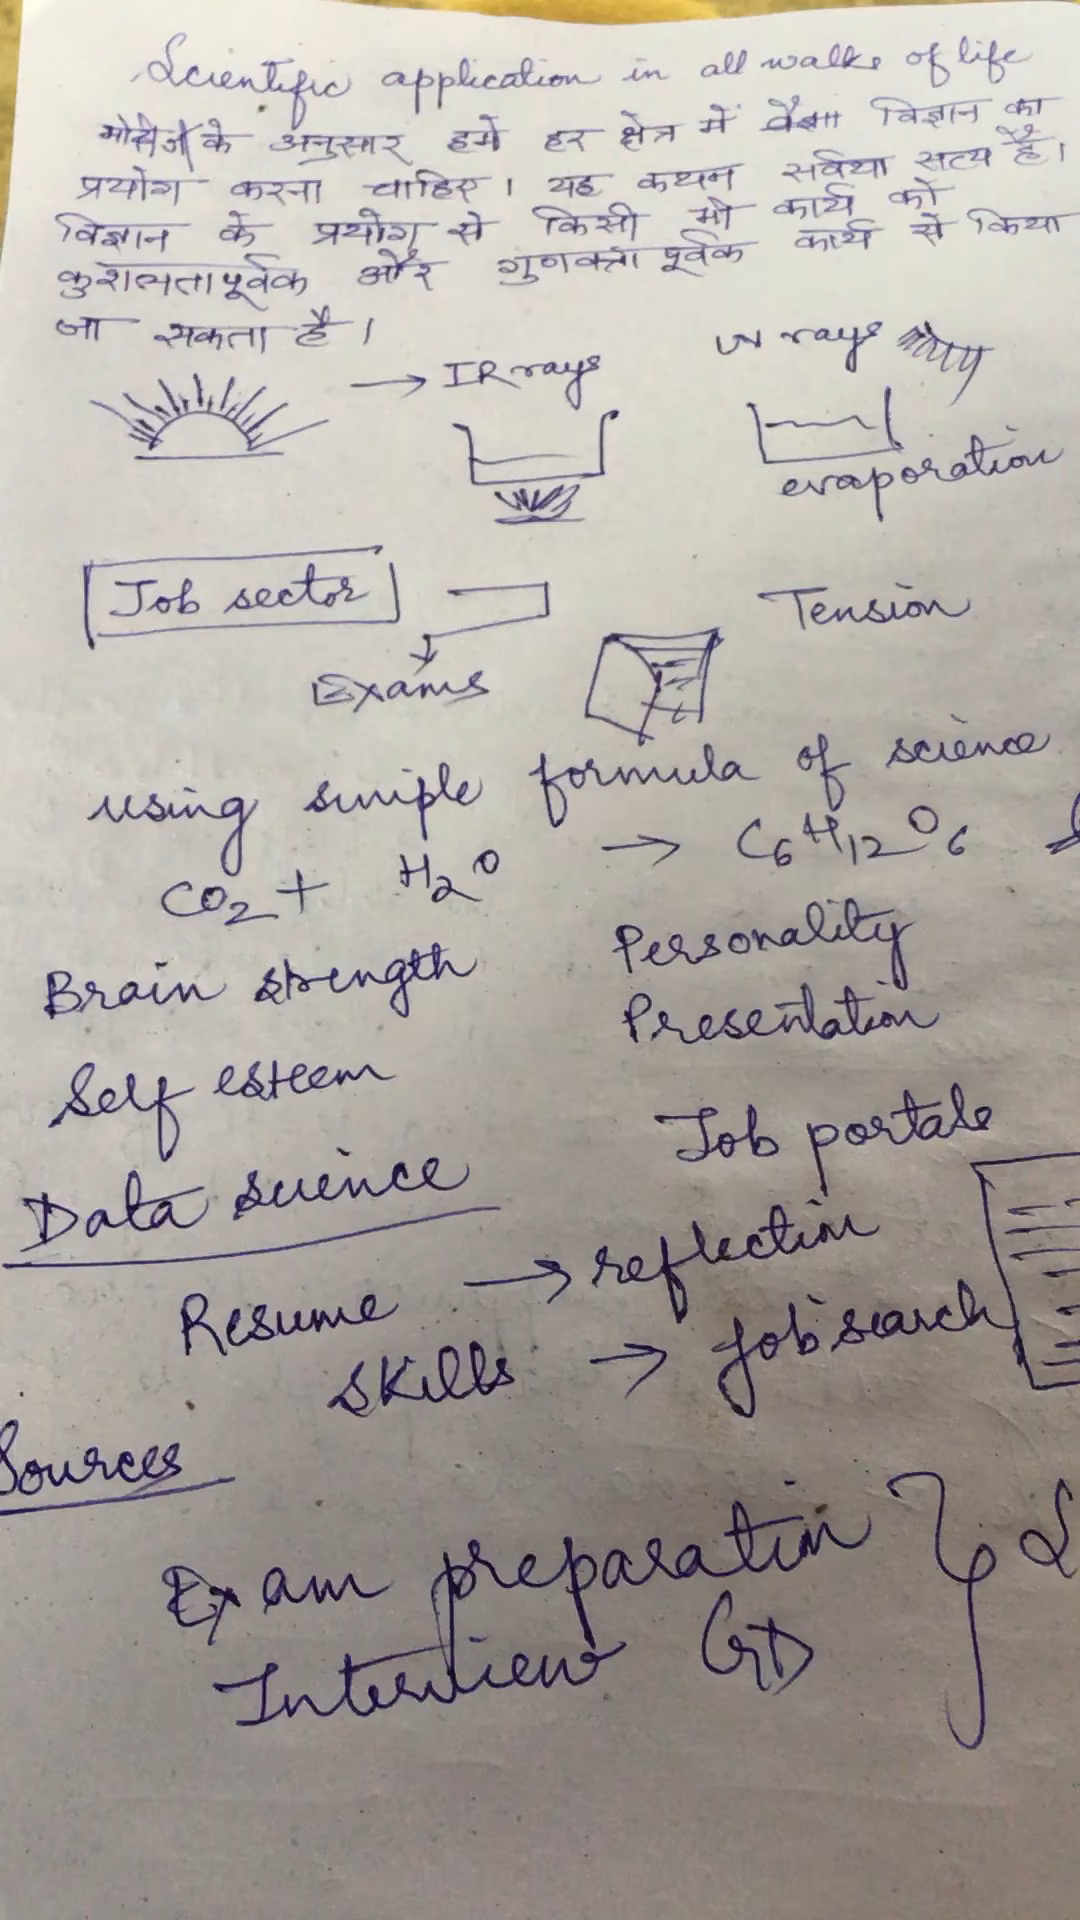 Scientific application in all walks of life
मोदीजी के अनुसार हमें हर क्षेत्र में विज्ञान का
प्रयोग करना चाहिए । यह कथन सर्वथा सत्य है ।
विज्ञान के प्रयोग से किसी भी कार्य को
कुशलतापूर्वक और गुणवत्ता पूर्वक कार्य से किया
जा सकता है ।
→ IR rays
UV rays
evaporation
Job sector
Tension
Exams
using simple formula of science
CO2 + H2O → C6H12O6
Brain strength Personality
Presentation
Self esteem
Job portals
Data science
Resume → reflection
skills → job search
Sources
Exam preparation
Interview GD